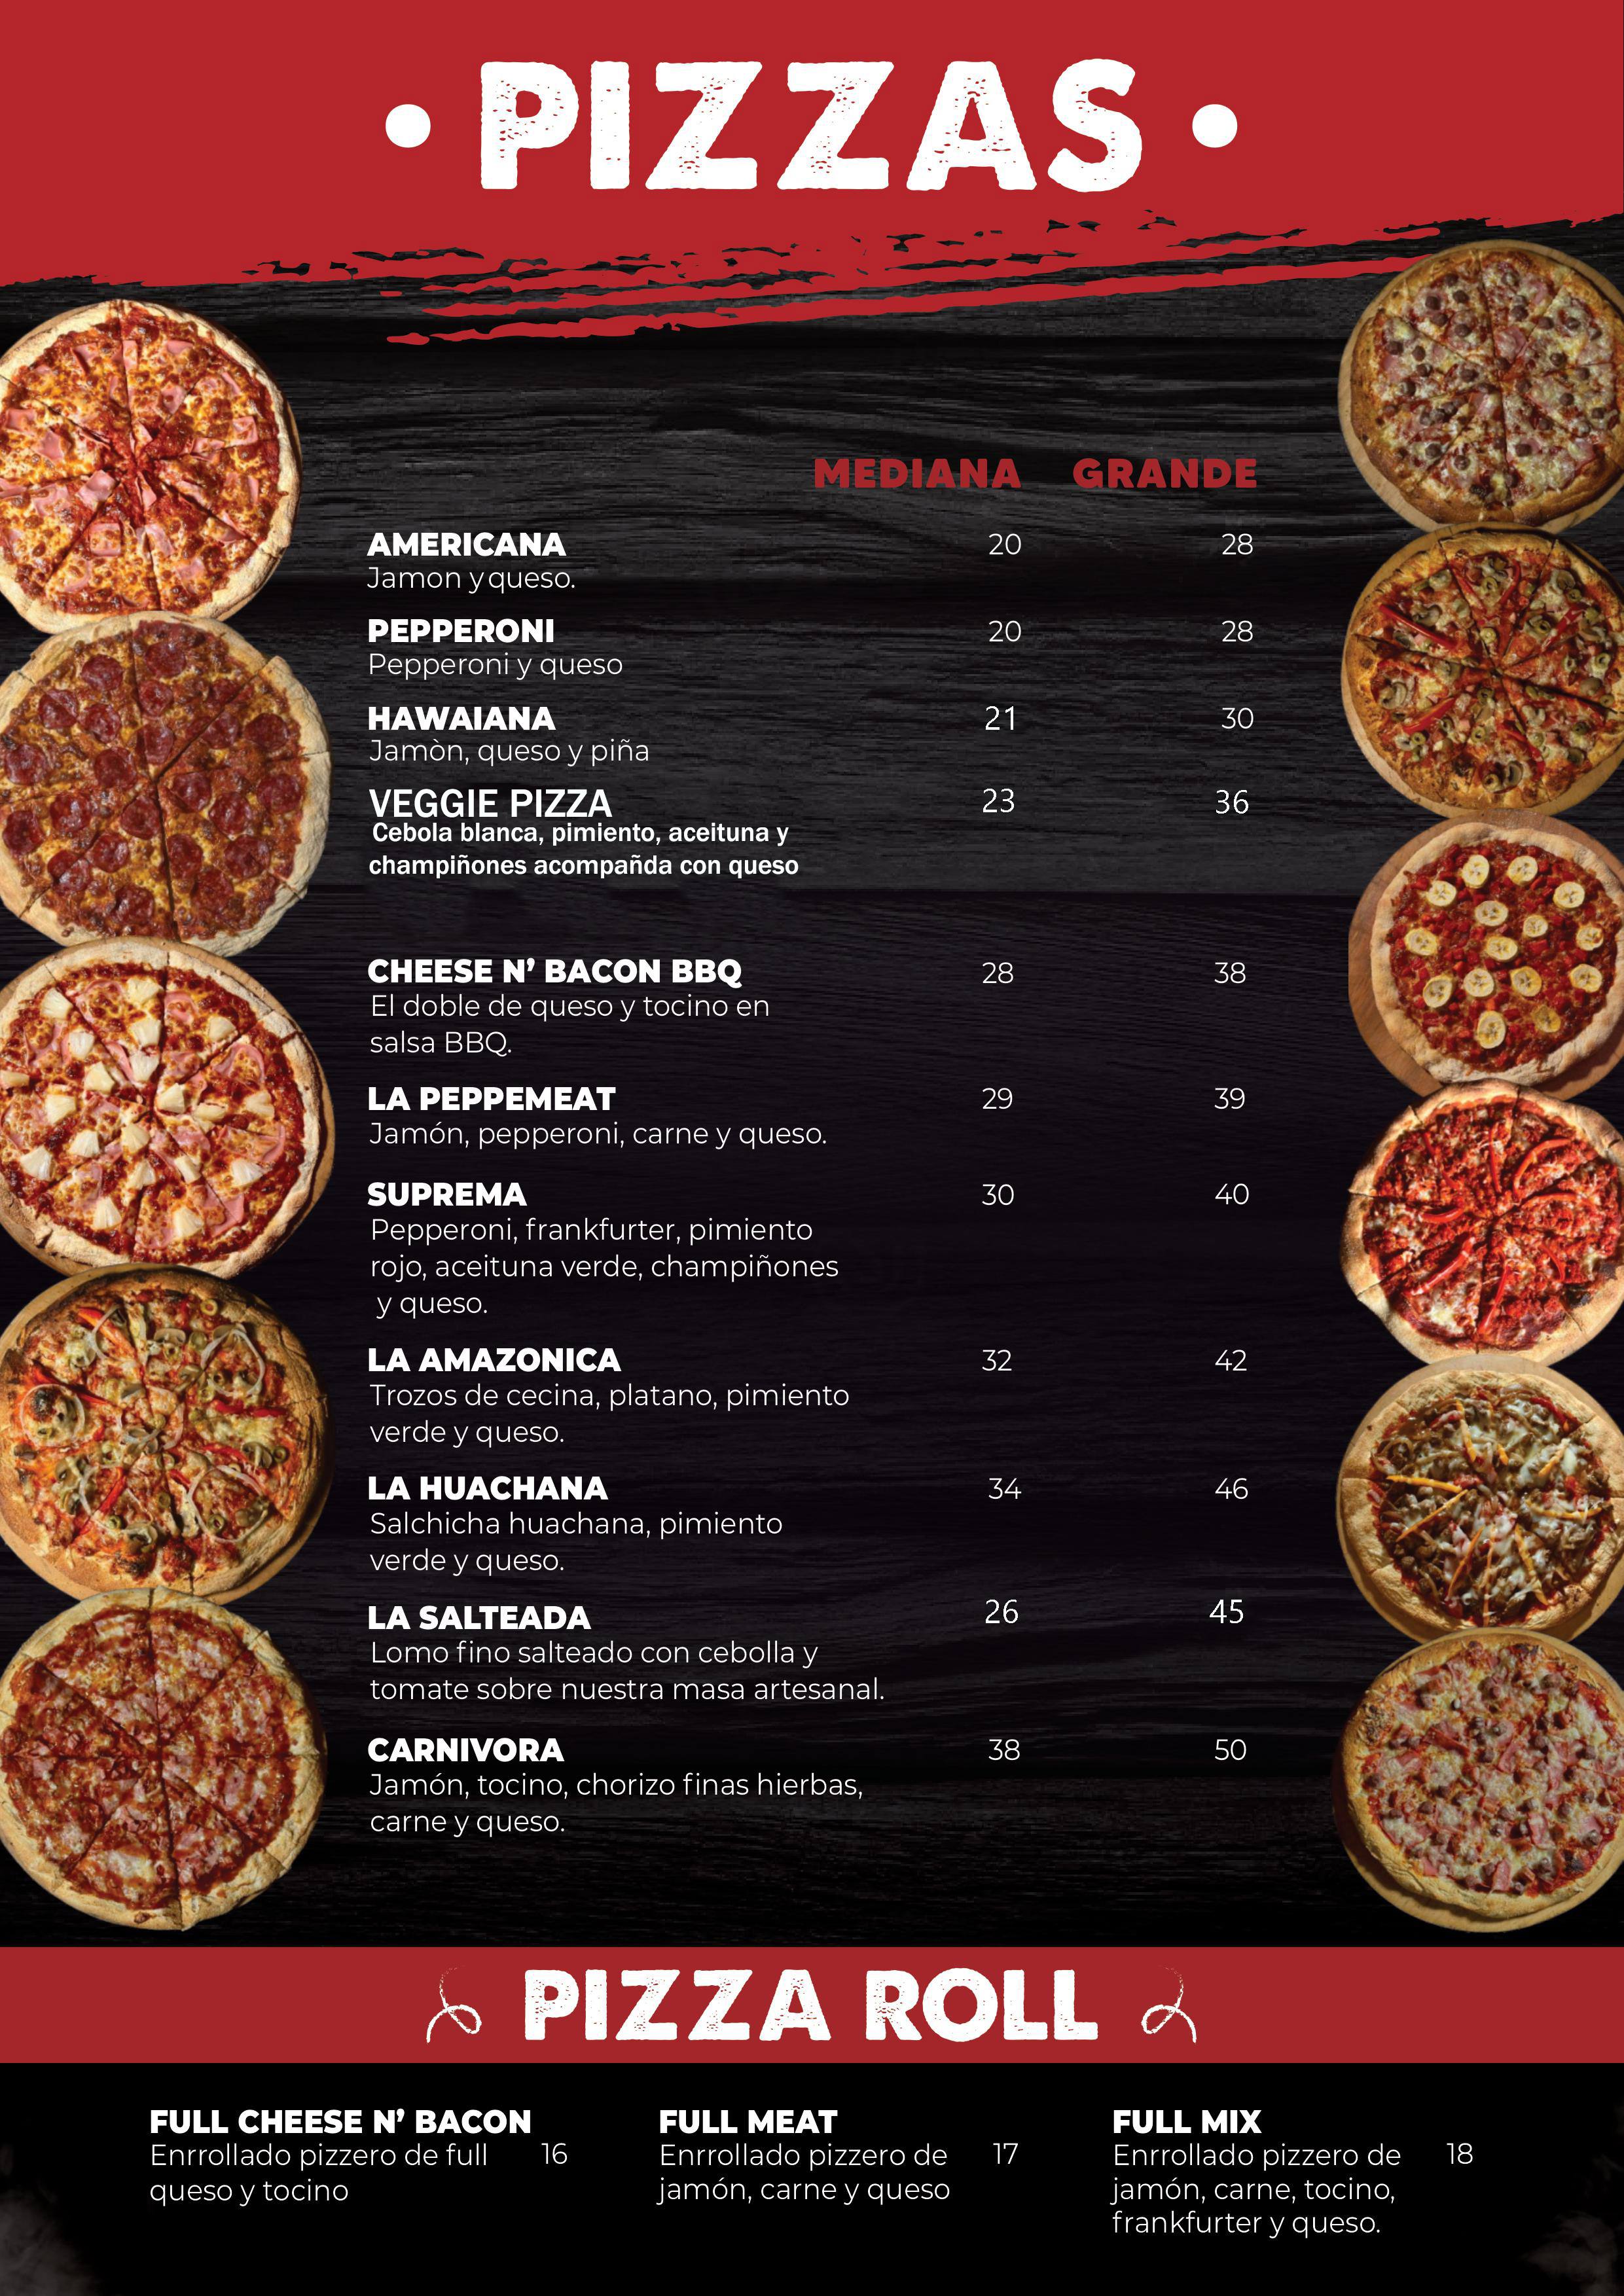 • PIZZAS •
MEDIANA GRANDE
AMERICANA 20 28
Jamon y queso.
PEPPERONI 20 28
Pepperoni y queso
HAWAIANA 21 30
Jamòn, queso y piña
VEGGIE PIZZA 23 36
Cebola blanca, pimiento, aceituna y
champiñones acompañda con queso
CHEESE N’ BACON BBQ 28 38
El doble de queso y tocino en
salsa BBQ.
LA PEPPEMEAT 29 39
Jamón, pepperoni, carne y queso.
SUPREMA 30 40
Pepperoni, frankfurter, pimiento
rojo, aceituna verde, champiñones
y queso.
LA AMAZONICA 32 42
Trozos de cecina, platano, pimiento
verde y queso.
LA HUACHANA 34 46
Salchicha huachana, pimiento
verde y queso.
LA SALTEADA 26 45
Lomo fino salteado con cebolla y
tomate sobre nuestra masa artesanal.
CARNIVORA 38 50
Jamón, tocino, chorizo finas hierbas,
carne y queso.
PIZZA ROLL
FULL CHEESE N’ BACON
Enrrollado pizzero de full 16
queso y tocino
FULL MEAT
Enrrollado pizzero de 17
jamón, carne y queso
FULL MIX
Enrrollado pizzero de 18
jamón, carne, tocino,
frankfurter y queso.